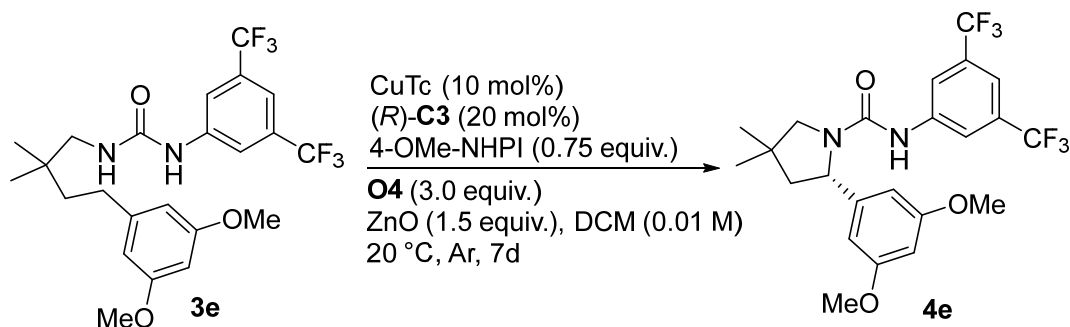 CF3
CF3
O
N
H
N
H
OMe
MeO
3e
CuTc (10 mol%)
(R)-C3 (20 mol%)
4-OMe-NHPI (0.75 equiv.)
O4 (3.0 equiv.)
ZnO (1.5 equiv.), DCM (0.01 M)
20 °C, Ar, 7d
CF3
CF3
O
N
N
H
OMe
MeO
4e